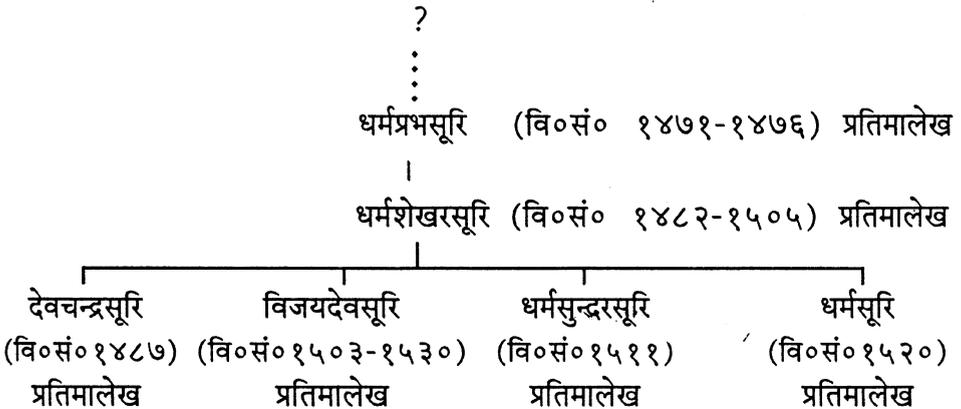 ?
धर्मप्रभसूरि (वि०सं० १४७१-१४७६) प्रतिमालेख
धर्मशेखरसूरि (वि०सं० १४८२-१५०५) प्रतिमालेख
देवचन्द्रसूरि विजयदेवसूरि धर्मसुन्दरसूरि धर्मसूरि
(वि०सं०१४८७) (वि०सं०१५०३-१५३०) (वि०सं०१५११) (वि०सं०१५२०)
प्रतिमालेख प्रतिमालेख प्रतिमालेख प्रतिमालेख